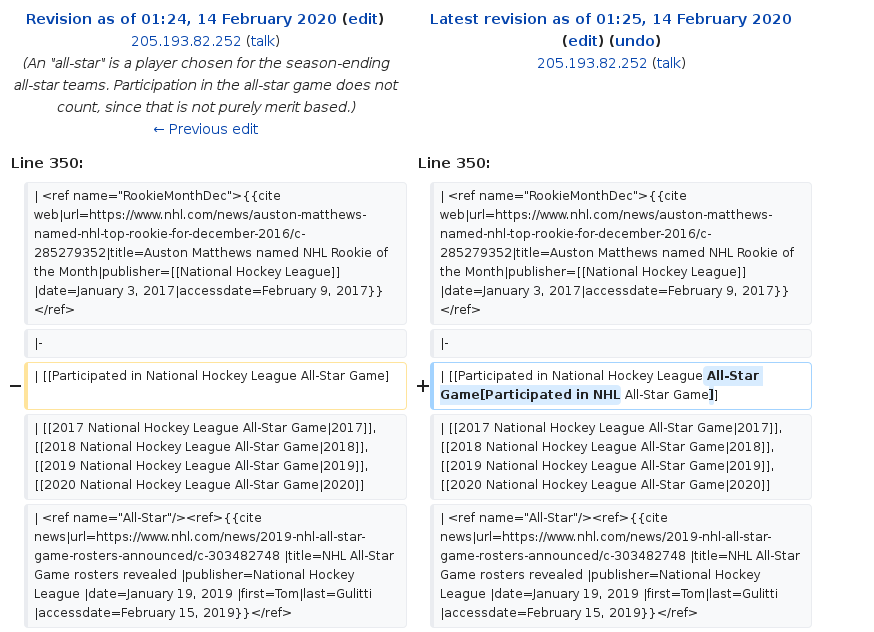 Revision as of 01:24, 14 February 2020 (edit)
205.193.82.252 (talk)
(An "all-star" is a player chosen for the season-ending
all-star teams. Participation in the all-star game does not
count, since that is not purely merit based.)
← Previous edit
Latest revision as of 01:25, 14 February 2020
(edit) (undo)
205.193.82.252 (talk)
Line 350:
Line 350:
| <ref name="RookieMonthDec">{{cite
web|url=https://www.nhl.com/news/auston-matthews-
named-nhl-top-rookie-for-december-2016/c-
285279352|title=Auston Matthews named NHL Rookie of
the Month|publisher=[[National Hockey League]]
|date=January 3, 2017|accessdate=February 9, 2017}}
</ref>
| <ref name="RookieMonthDec">{{cite
web|url=https://www.nhl.com/news/auston-matthews-
named-nhl-top-rookie-for-december-2016/c-
285279352|title=Auston Matthews named NHL Rookie of
the Month|publisher=[[National Hockey League]]
|date=January 3, 2017|accessdate=February 9, 2017}}
</ref>
|-
|-
− | [[Participated in National Hockey League All-Star Game]
+ | [[Participated in National Hockey League All-Star
Game[Participated in NHL All-Star Game]]
| [[2017 National Hockey League All-Star Game|2017]],
[[2018 National Hockey League All-Star Game|2018]],
[[2019 National Hockey League All-Star Game|2019]],
[[2020 National Hockey League All-Star Game|2020]]
| [[2017 National Hockey League All-Star Game|2017]],
[[2018 National Hockey League All-Star Game|2018]],
[[2019 National Hockey League All-Star Game|2019]],
[[2020 National Hockey League All-Star Game|2020]]
| <ref name="All-Star"/><ref>{{cite
news|url=https://www.nhl.com/news/2019-nhl-all-star-
game-rosters-announced/c-303482748 |title=NHL All-Star
Game rosters revealed |publisher=National Hockey
League |date=January 19, 2019 |first=Tom|last=Gulitti
|accessdate=February 15, 2019}}</ref>
| <ref name="All-Star"/><ref>{{cite
news|url=https://www.nhl.com/news/2019-nhl-all-star-
game-rosters-announced/c-303482748 |title=NHL All-Star
Game rosters revealed |publisher=National Hockey
League |date=January 19, 2019 |first=Tom|last=Gulitti
|accessdate=February 15, 2019}}</ref>